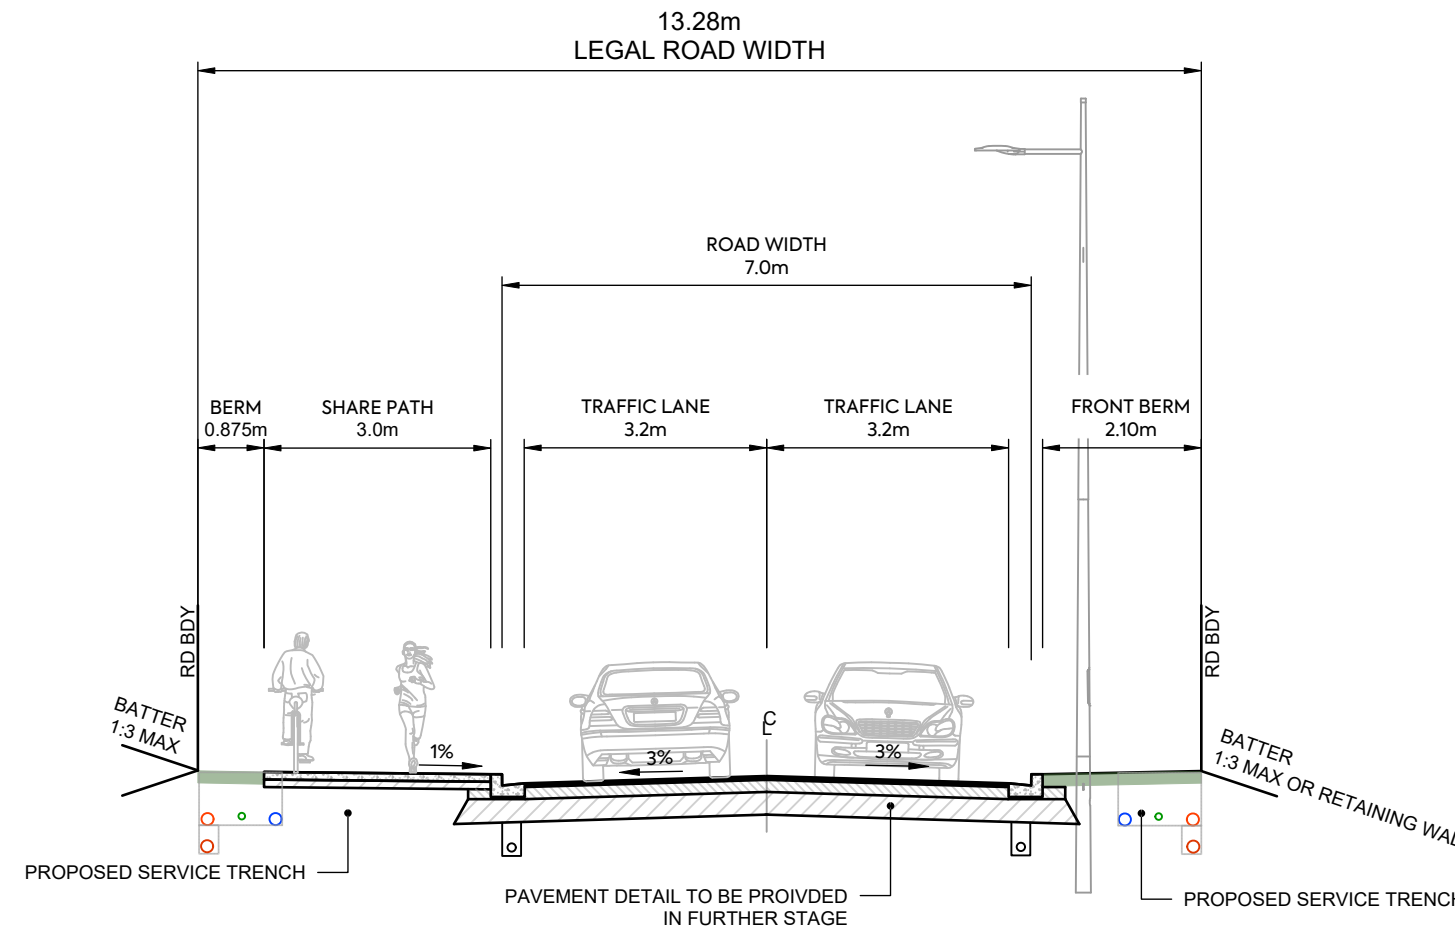 13.28m
LEGAL ROAD WIDTH
ROAD WIDTH
7.0m
BERM
0.875m
SHARE PATH
3.0m
TRAFFIC LANE
3.2m
TRAFFIC LANE
3.2m
FRONT BERM
2.10m
RD BDY
RD BDY
BATTER
1:3 MAX
1%
3%
CL
3%
BATTER
1:3 MAX OR RETAINING WAL
PROPOSED SERVICE TRENCH
PAVEMENT DETAIL TO BE PROIVDED
IN FURTHER STAGE
PROPOSED SERVICE TRENCH